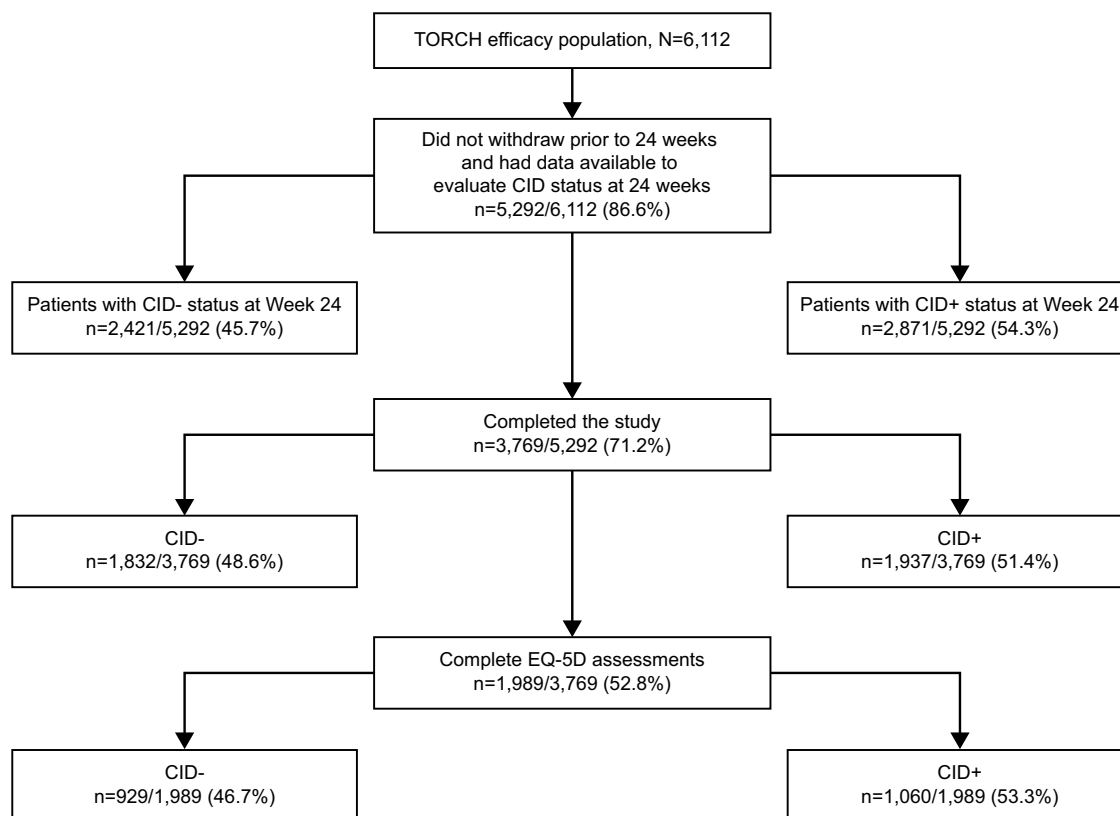 TORCH efficacy population, N=6,112
Did not withdraw prior to 24 weeks
and had data available to
evaluate CID status at 24 weeks
n=5,292/6,112 (86.6%)
Patients with CID- status at Week 24
n=2,421/5,292 (45.7%)
Patients with CID+ status at Week 24
n=2,871/5,292 (54.3%)
Completed the study
n=3,769/5,292 (71.2%)
CID-
n=1,832/3,769 (48.6%)
CID+
n=1,937/3,769 (51.4%)
Complete EQ-5D assessments
n=1,989/3,769 (52.8%)
CID-
n=929/1,989 (46.7%)
CID+
n=1,060/1,989 (53.3%)